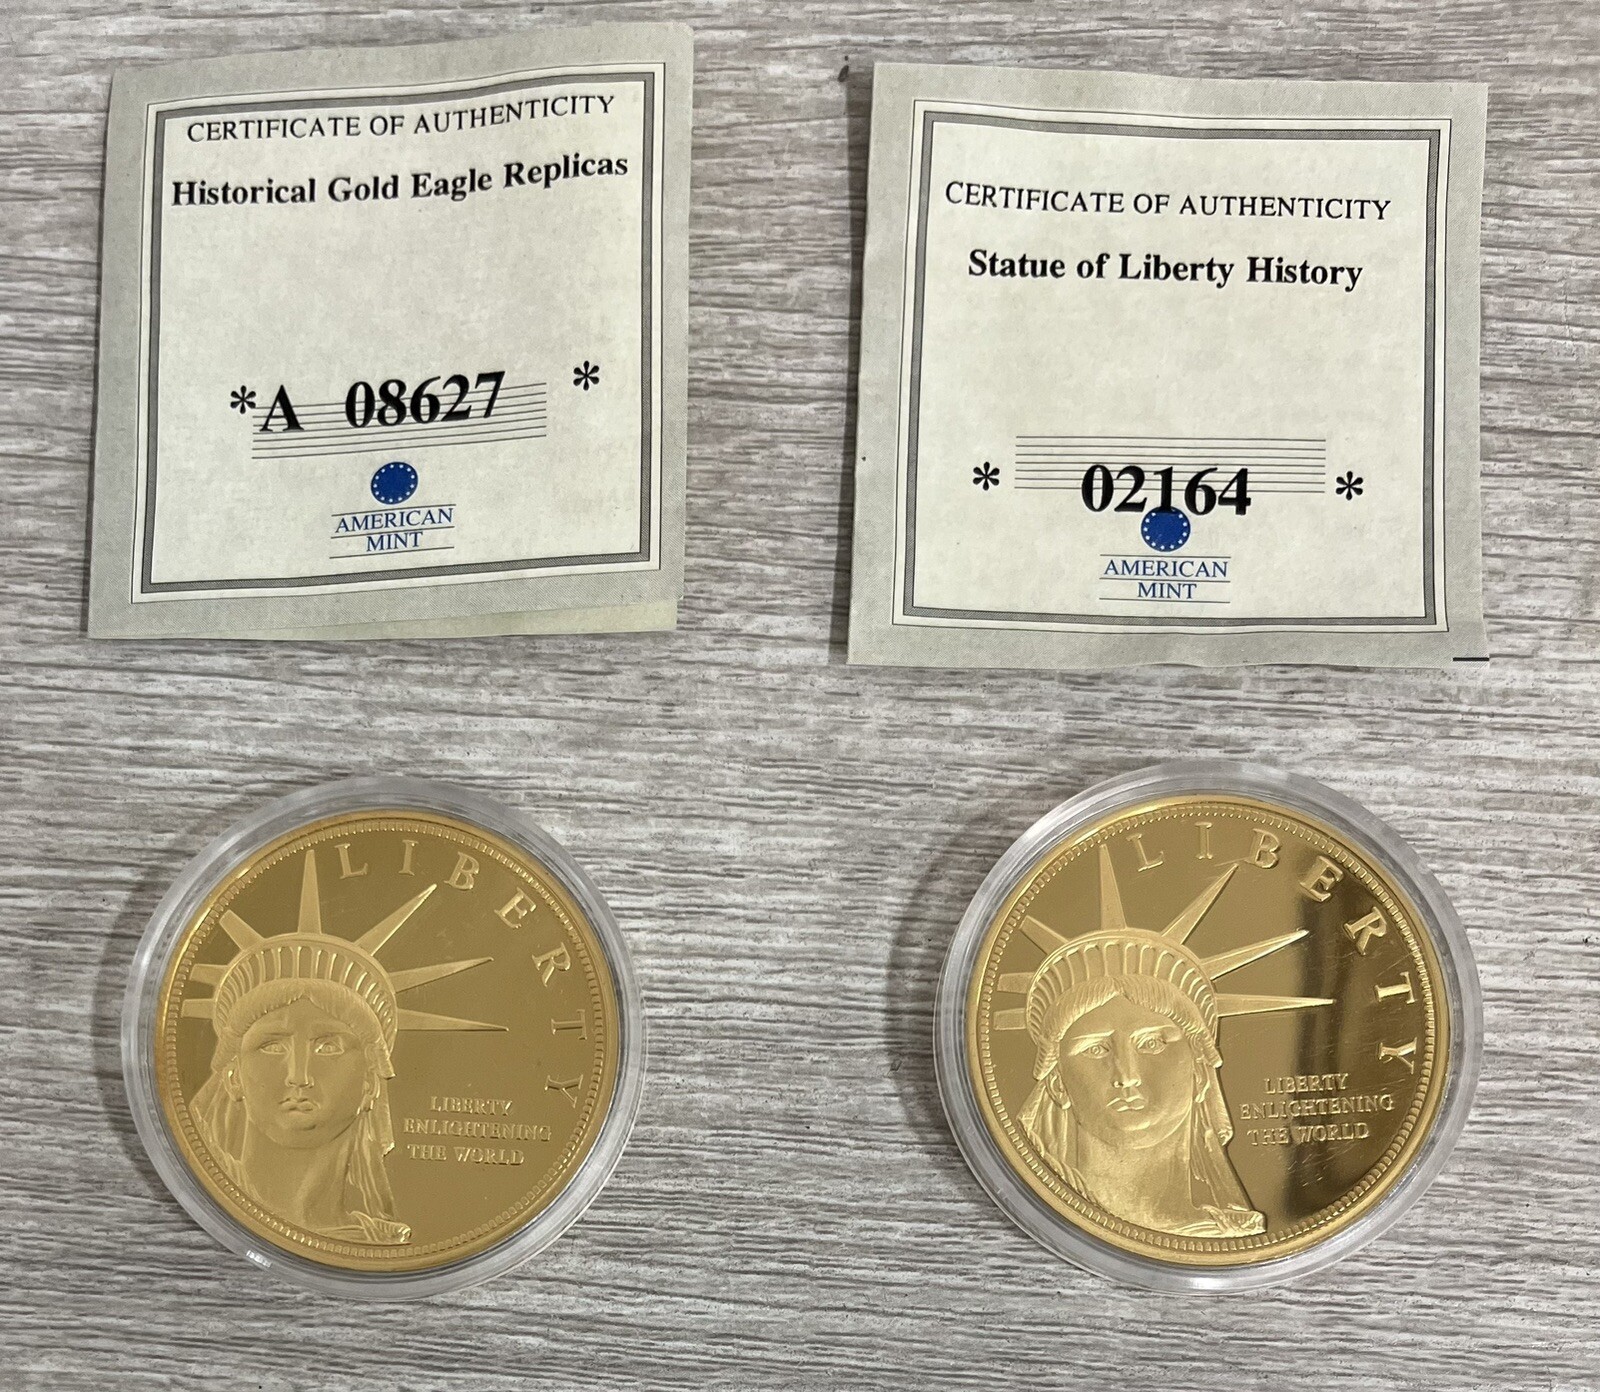 CERTIFICATE OF AUTHENTICITY
Historical Gold Eagle Replicas
*A 08627 *
AMERICAN
MINT
CERTIFICATE OF AUTHENTICITY
Statue of Liberty History
* 02164 *
AMERICAN
MINT
LIBERTY
LIBERTY
ENLIGHTENING
THE WORLD
LIBERTY
LIBERTY
ENLIGHTENING
THE WORLD